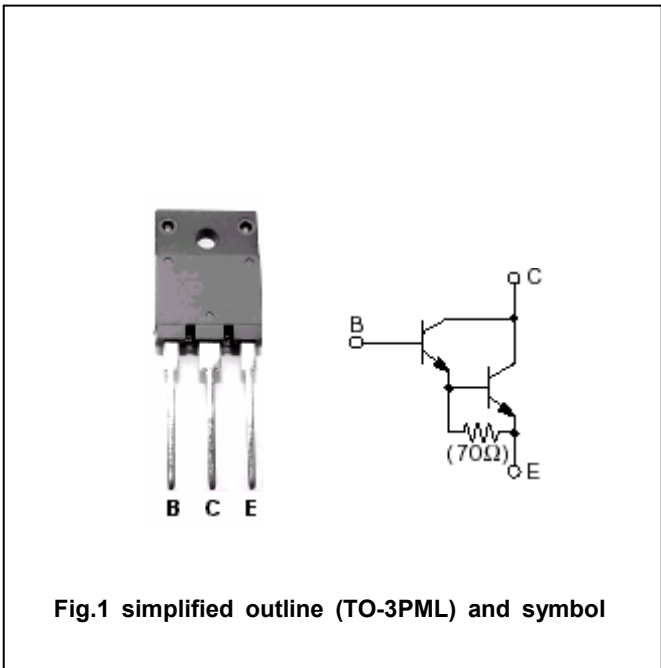 C
B
(70Ω)
E
B C E
Fig.1 simplified outline (TO-3PML) and symbol